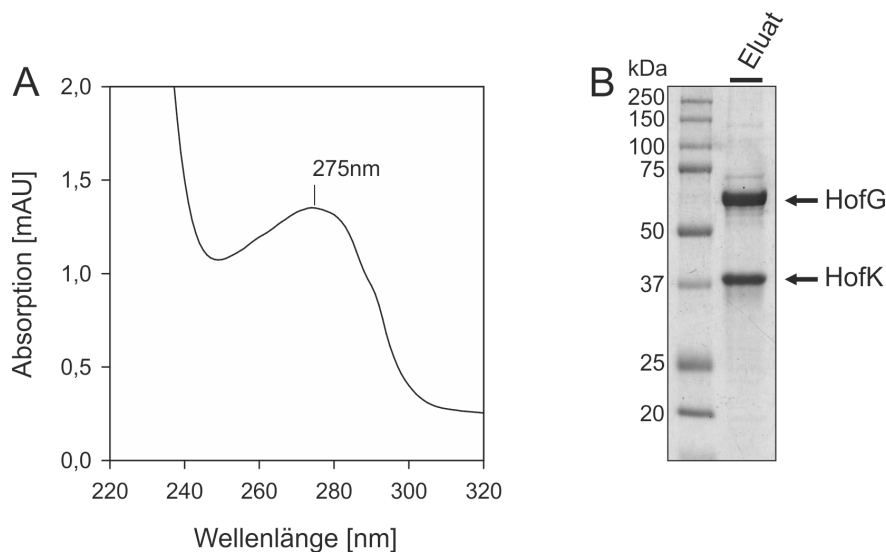 A
2,0
1,5
1,0
0,5
0,0
Absorption [mAU]
275nm
220 240 260 280 300 320
Wellenlänge [nm]
B
kDa
Eluat
250
150
100
75
50
37
25
20
HofG
HofK